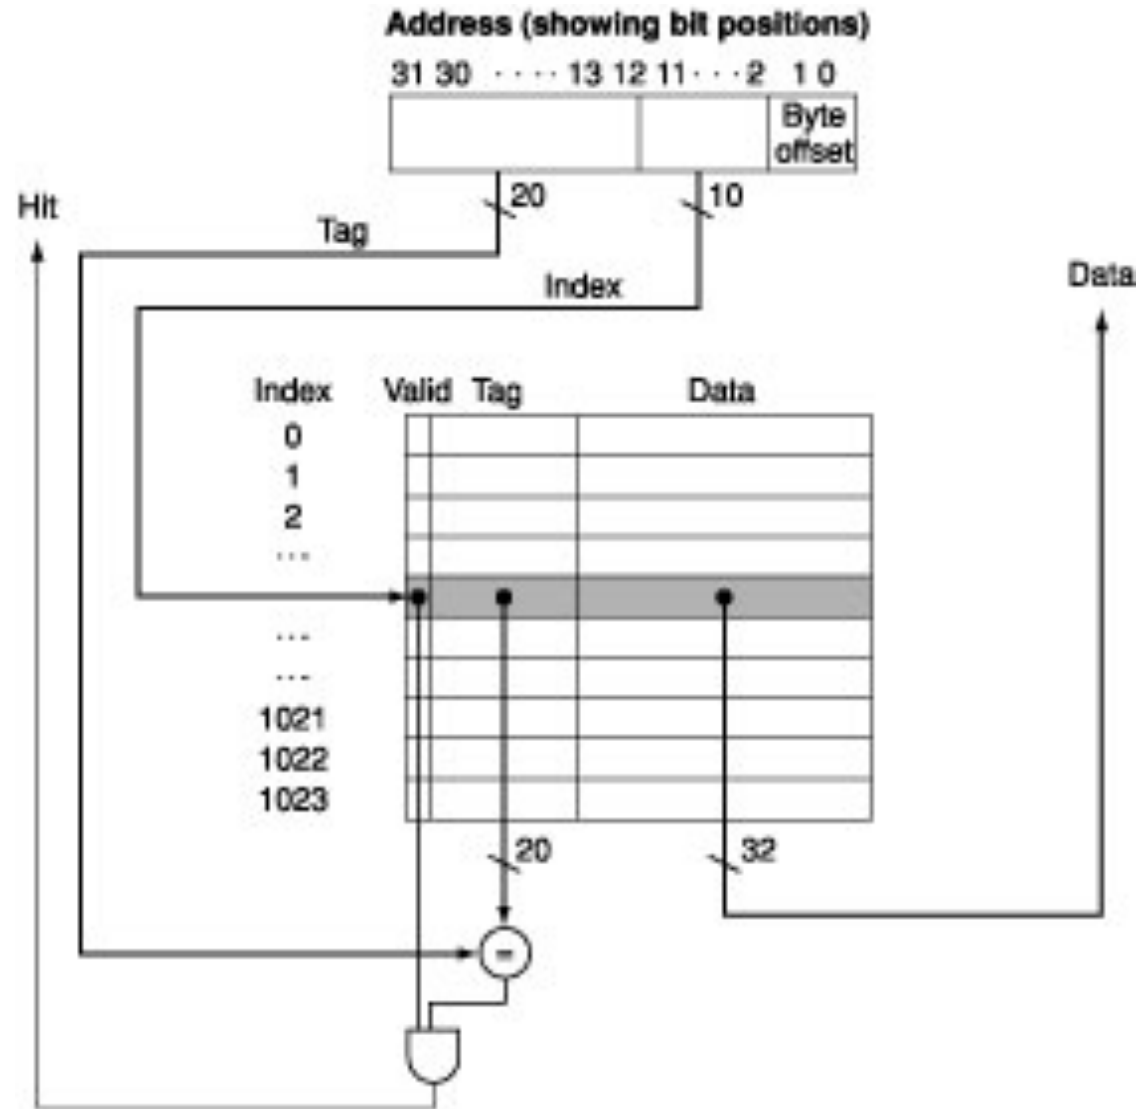 Address (showing bit positions)
31 30 ···· 13 12 11 ··· 2 1 0
Byte
offset
20
10
Hit
Tag
Index
Data
Index Valid Tag Data
0
1
2
...
...
...
1021
1022
1023
20
32
=